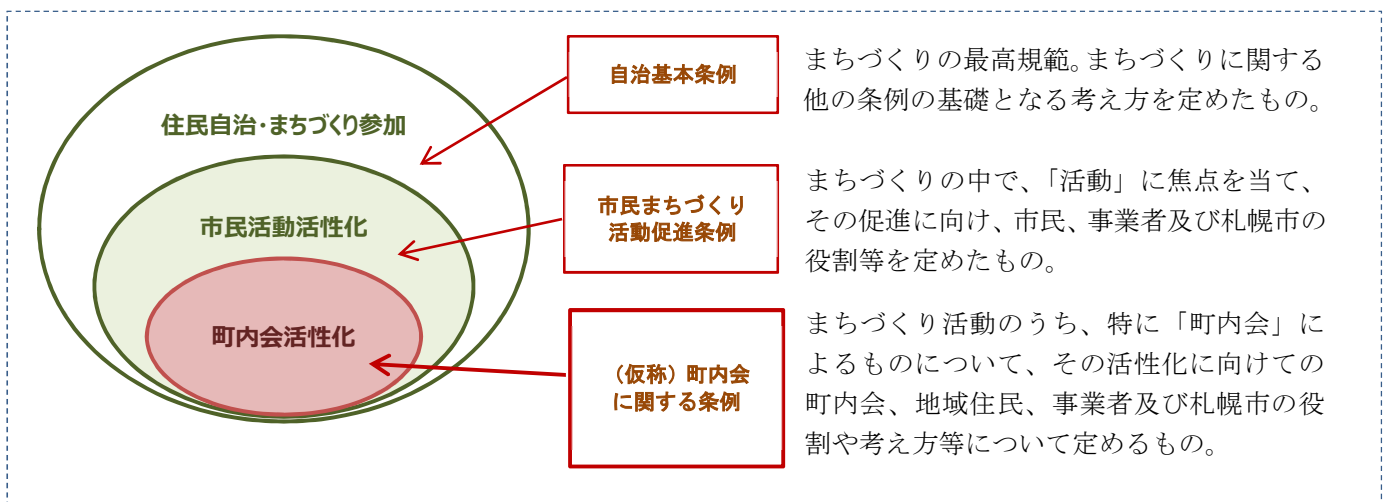 住民自治・まちづくり参加
市民活動活性化
町内会活性化
自治基本条例
まちづくりの最高規範。まちづくりに関する
他の条例の基礎となる考え方を定めたもの。
市民まちづくり
活動促進条例
まちづくりの中で、「活動」に焦点を当て、
その促進に向け、市民、事業者及び札幌市の
役割等を定めたもの。
（仮称）町内会
に関する条例
まちづくり活動のうち、特に「町内会」に
よるものについて、その活性化に向けての
町内会、地域住民、事業者及び札幌市の役
割や考え方等について定めるもの。